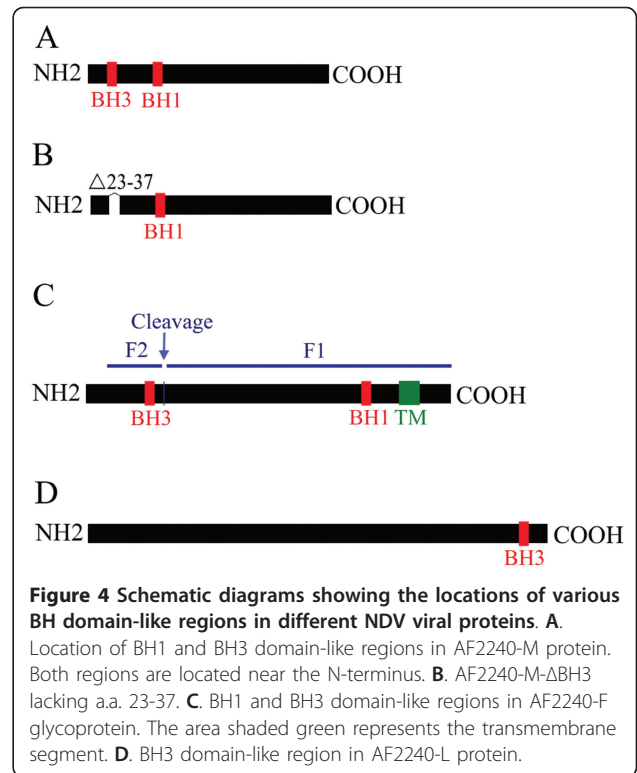 A
NH2 COOH
BH3 BH1
B
△23-37
NH2 COOH
BH1
C
Cleavage
F2 F1
NH2 COOH
BH3 BH1 TM
D
NH2 COOH
BH3
Figure 4 Schematic diagrams showing the locations of various
BH domain-like regions in different NDV viral proteins. A.
Location of BH1 and BH3 domain-like regions in AF2240-M protein.
Both regions are located near the N-terminus. B. AF2240-M-ΔBH3
lacking a.a. 23-37. C. BH1 and BH3 domain-like regions in AF2240-F
glycoprotein. The area shaded green represents the transmembrane
segment. D. BH3 domain-like region in AF2240-L protein.